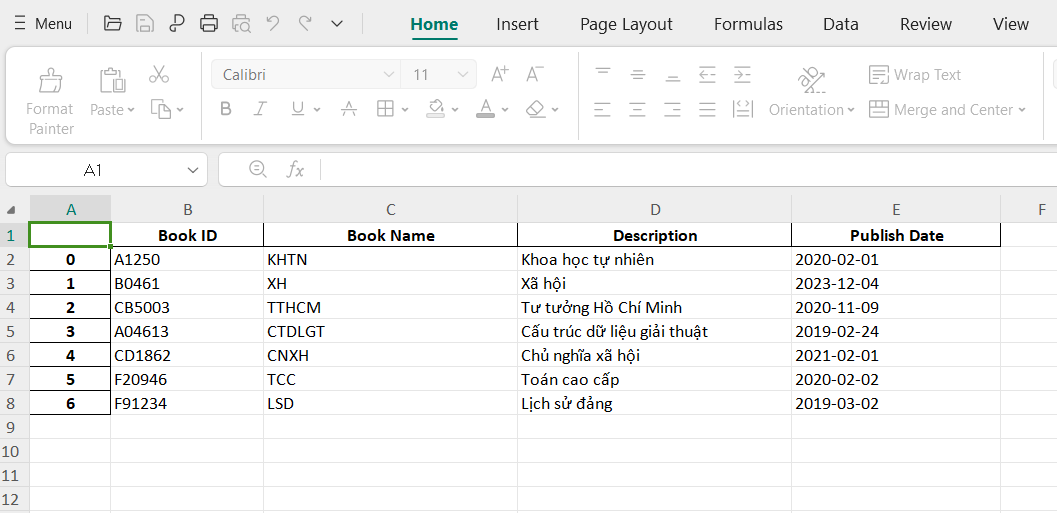 Menu Home Insert Page Layout Formulas Data Review View
Calibri 11 Wrap Text
Format Painter Paste Orientation Merge and Center
A1 fx
A B C D E F
1 Book ID Book Name Description Publish Date
2 0 A1250 KHTN Khoa học tự nhiên 2020-02-01
3 1 B0461 XH Xã hội 2023-12-04
4 2 CB5003 TTHCM Tư tưởng Hồ Chí Minh 2020-11-09
5 3 A04613 CTDLGT Cấu trúc dữ liệu giải thuật 2019-02-24
6 4 CD1862 CNXH Chủ nghĩa xã hội 2021-02-01
7 5 F20946 TCC Toán cao cấp 2020-02-02
8 6 F91234 LSD Lịch sử đảng 2019-03-02
9
10
11
12